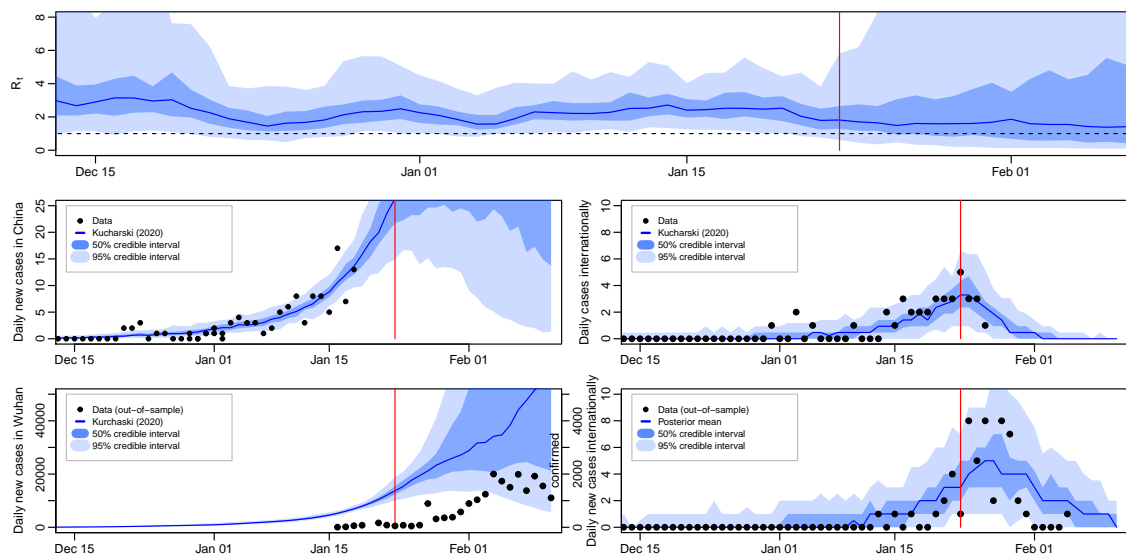 R_t
0 2 4 6 8
Dec 15 Jan 01 Jan 15 Feb 01
Daily new cases in China
0 5 10 15 20 25
Data
Kucharski (2020)
50% credible interval
95% credible interval
Dec 15 Jan 01 Jan 15 Feb 01
Daily cases internationally
0 2 4 6 8 10
Data
Kucharski (2020)
50% credible interval
95% credible interval
Dec 15 Jan 01 Jan 15 Feb 01
Daily new cases in Wuhan
0 20000 40000
Data (out−of−sample)
Kurchaski (2020)
50% credible interval
95% credible interval
Dec 15 Jan 01 Jan 15 Feb 01
0 2000 4000
confirmed
Daily new cases internationally
0 2 4 6 8 10
Data (out−of−sample)
Posterior mean
50% credible interval
95% credible interval
Dec 15 Jan 01 Jan 15 Feb 01